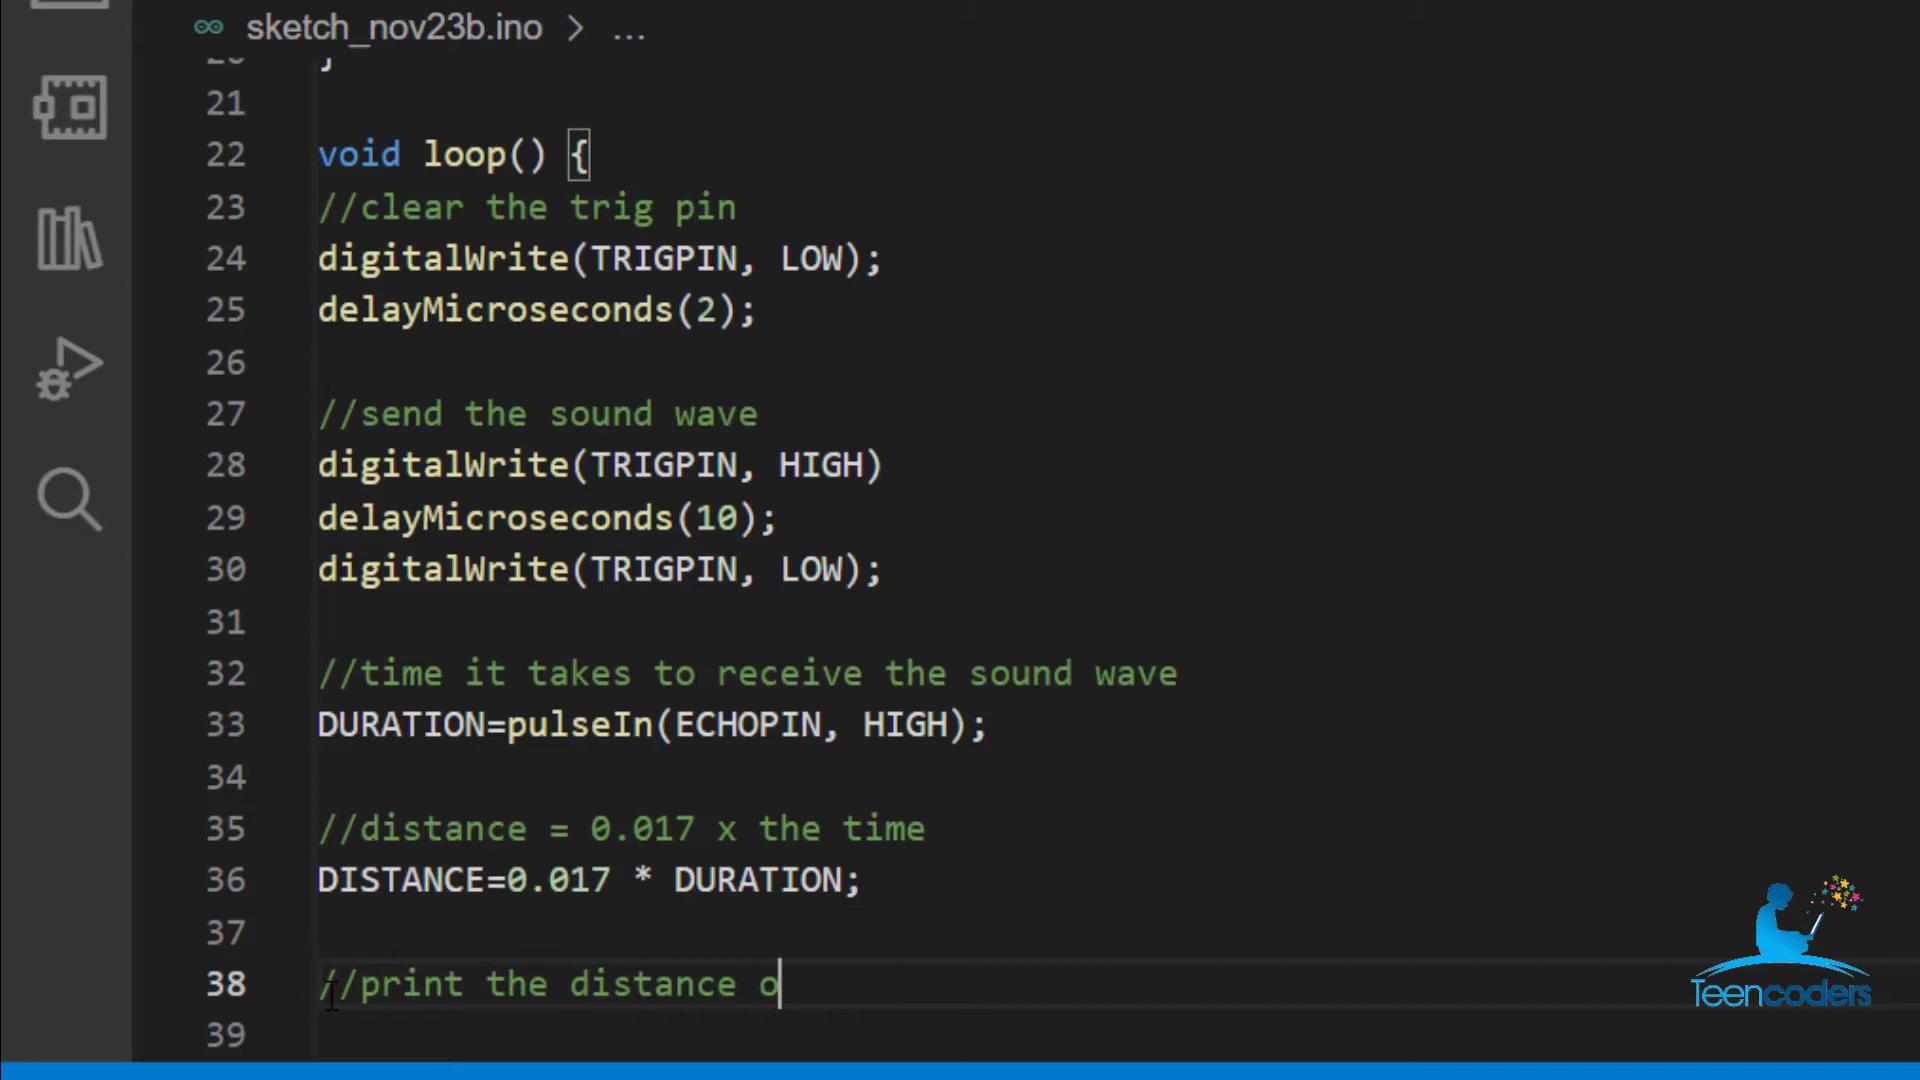 sketch_nov23b.ino > ...
21
22 void loop() {
23 //clear the trig pin
24 digitalWrite(TRIGPIN, LOW);
25 delayMicroseconds(2);
26
27 //send the sound wave
28 digitalWrite(TRIGPIN, HIGH)
29 delayMicroseconds(10);
30 digitalWrite(TRIGPIN, LOW);
31
32 //time it takes to receive the sound wave
33 DURATION=pulseIn(ECHOPIN, HIGH);
34
35 //distance = 0.017 x the time
36 DISTANCE=0.017 * DURATION;
37
38 //print the distance o
39
Teencoders